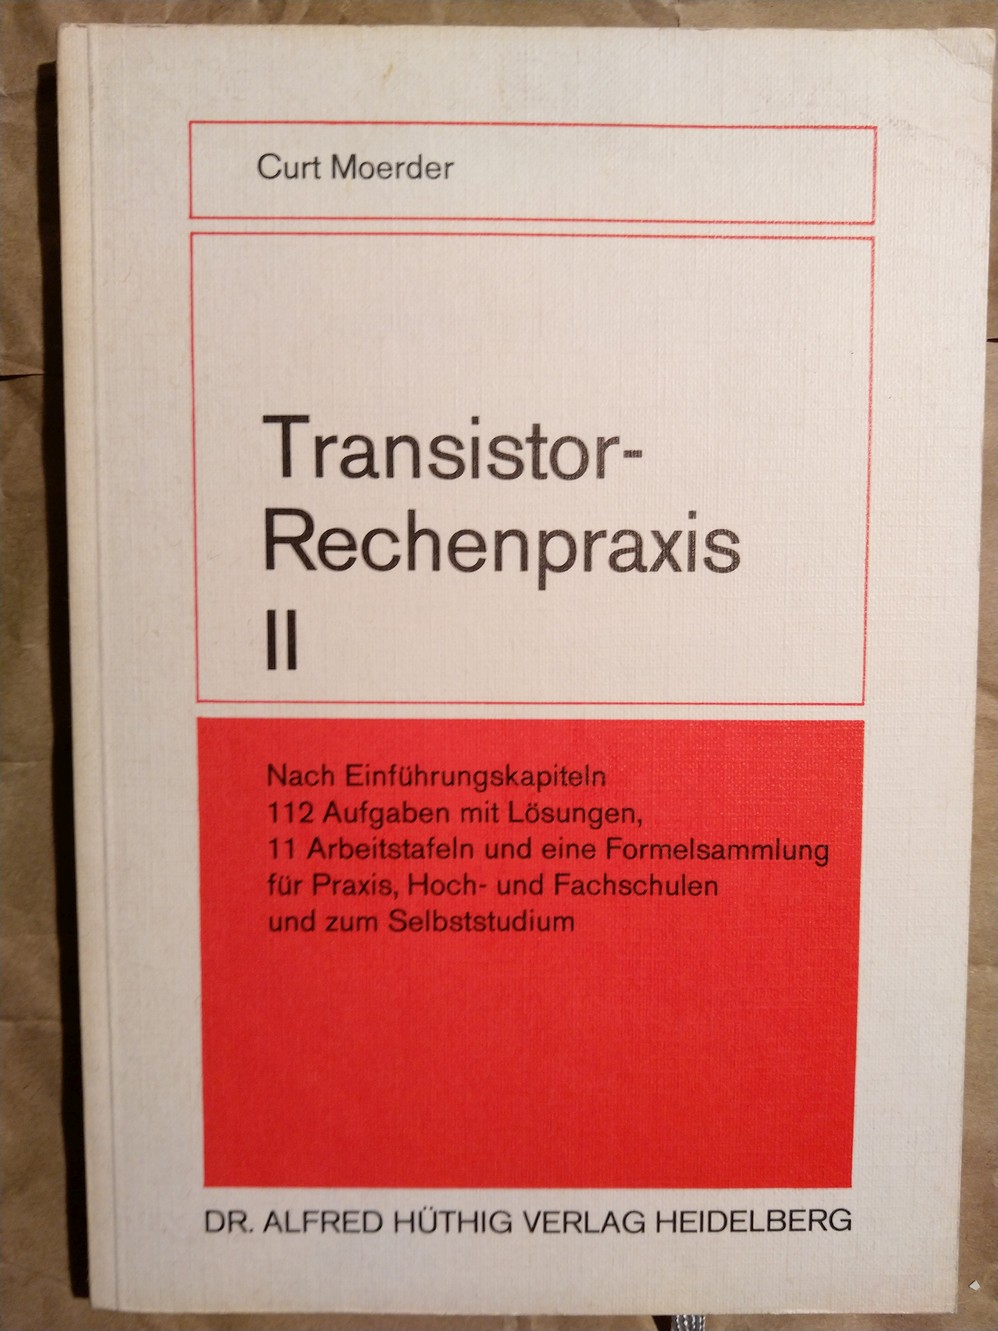 Curt Moerder
Transistor-
Rechenpraxis
II
Nach Einführungskapiteln
112 Aufgaben mit Lösungen,
11 Arbeitstafeln und eine Formelsammlung
für Praxis, Hoch- und Fachschulen
und zum Selbststudium
DR. ALFRED HÜTHIG VERLAG HEIDELBERG